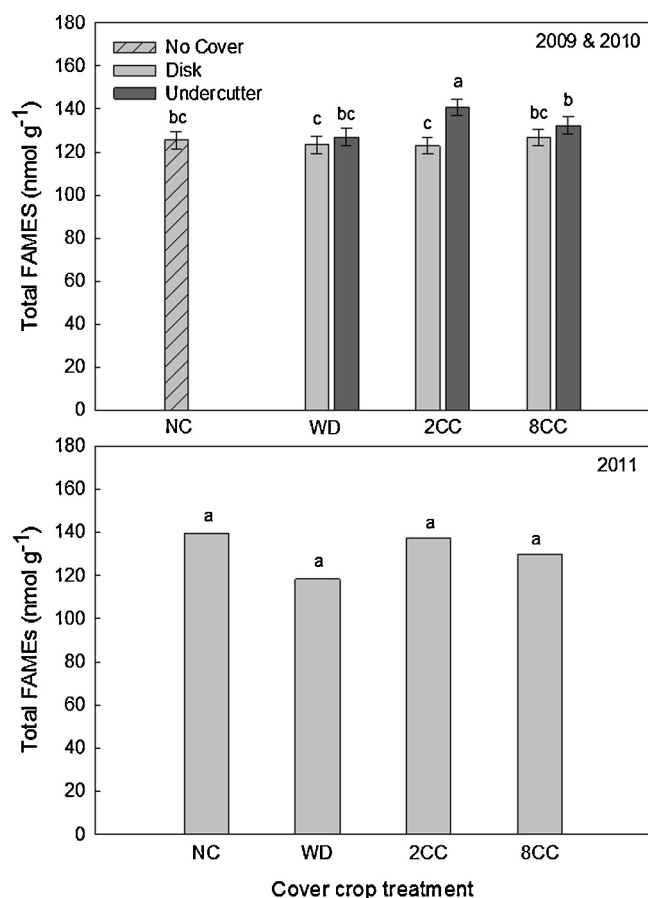 180
160
140
120
100
80
60
40
20
0
Total FAMES (nmol g⁻¹)
No Cover
Disk
Undercutter
2009 & 2010
bc
c
bc
c
a
bc
b
NC
WD
2CC
8CC
180
160
140
120
100
80
60
40
20
0
Total FAMEs (nmol g⁻¹)
2011
a
a
a
a
NC
WD
2CC
8CC
Cover crop treatment